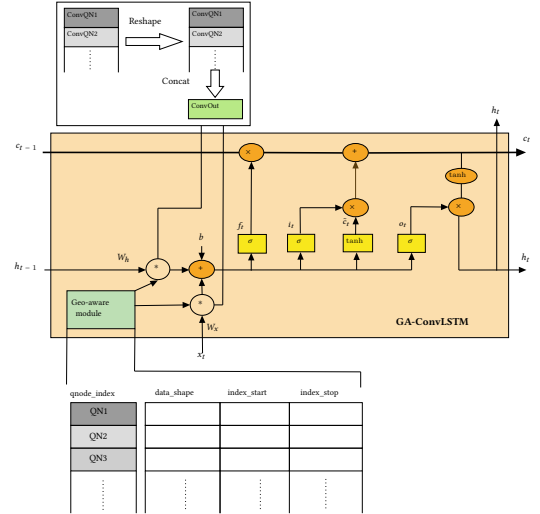 ConvQN1
ConvQN2
Reshape
ConvQN1
ConvQN2
Concat
ConvOut
h_t
c_{t-1}
×
+
c_t
tanh
×
×
f_t
i_t
c̃_t
o_t
b
σ
σ
tanh
σ
W_h
h_{t-1}
*
*
h_t
Geo-aware
module
*
W_x
GA-ConvLSTM
x_t
qnode_index
data_shape
index_start
index_stop
QN1
QN2
QN3